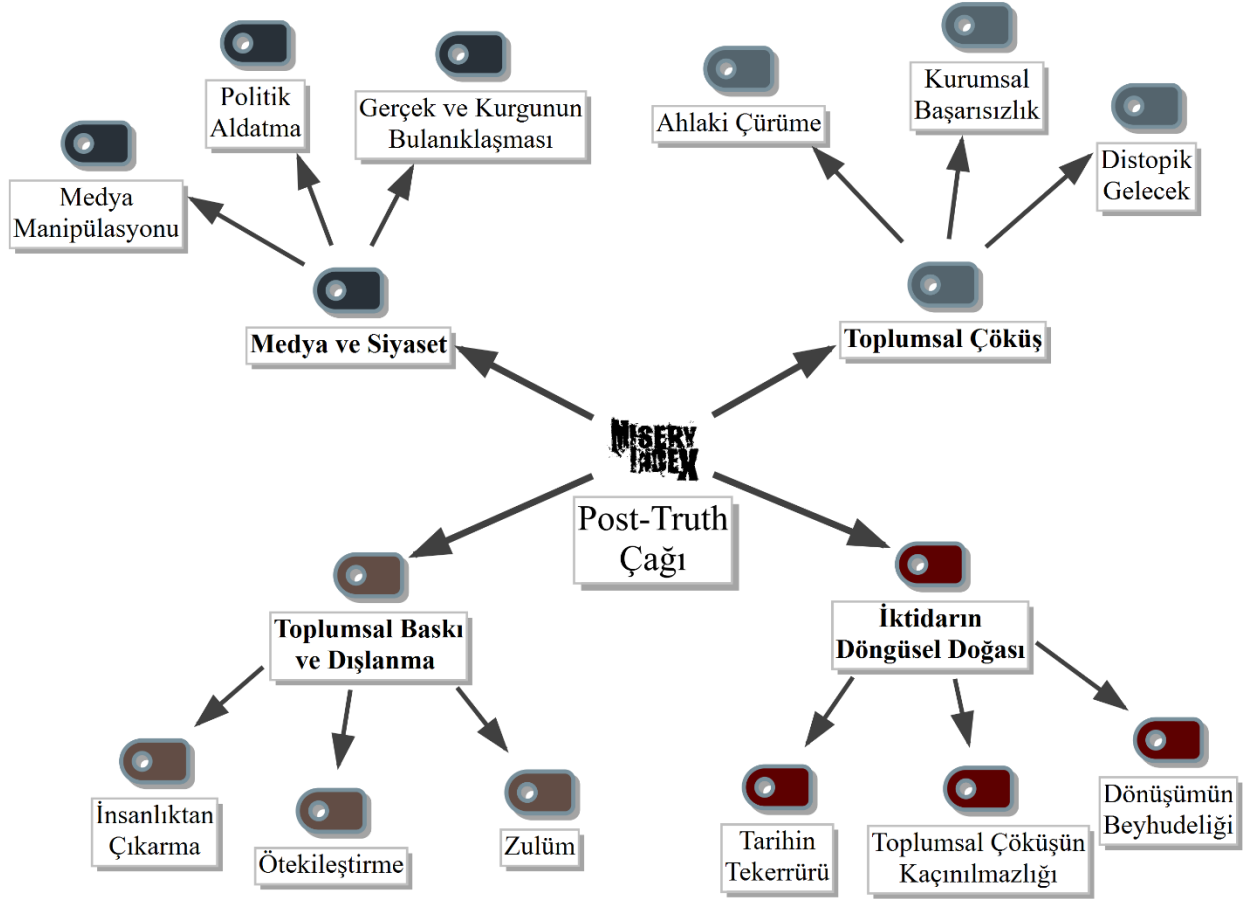 Politik
Aldatma
Gerçek ve Kurgunun
Bulanıklaşması
Medya
Manipülasyonu
Medya ve Siyaset
Ahlaki Çürüme
Kurumsal
Başarısızlık
Distopik
Gelecek
Toplumsal Çöküş
MISERY
INDEX
Post-Truth
Çağı
Toplumsal Baskı
ve Dışlanma
İnsanlıktan
Çıkarma
Ötekileştirme
Zulüm
İktidarın
Döngüsel Doğası
Tarihin
Tekerrürü
Toplumsal Çöküşün
Kaçınılmazlığı
Dönüşümün
Beyhudeliği